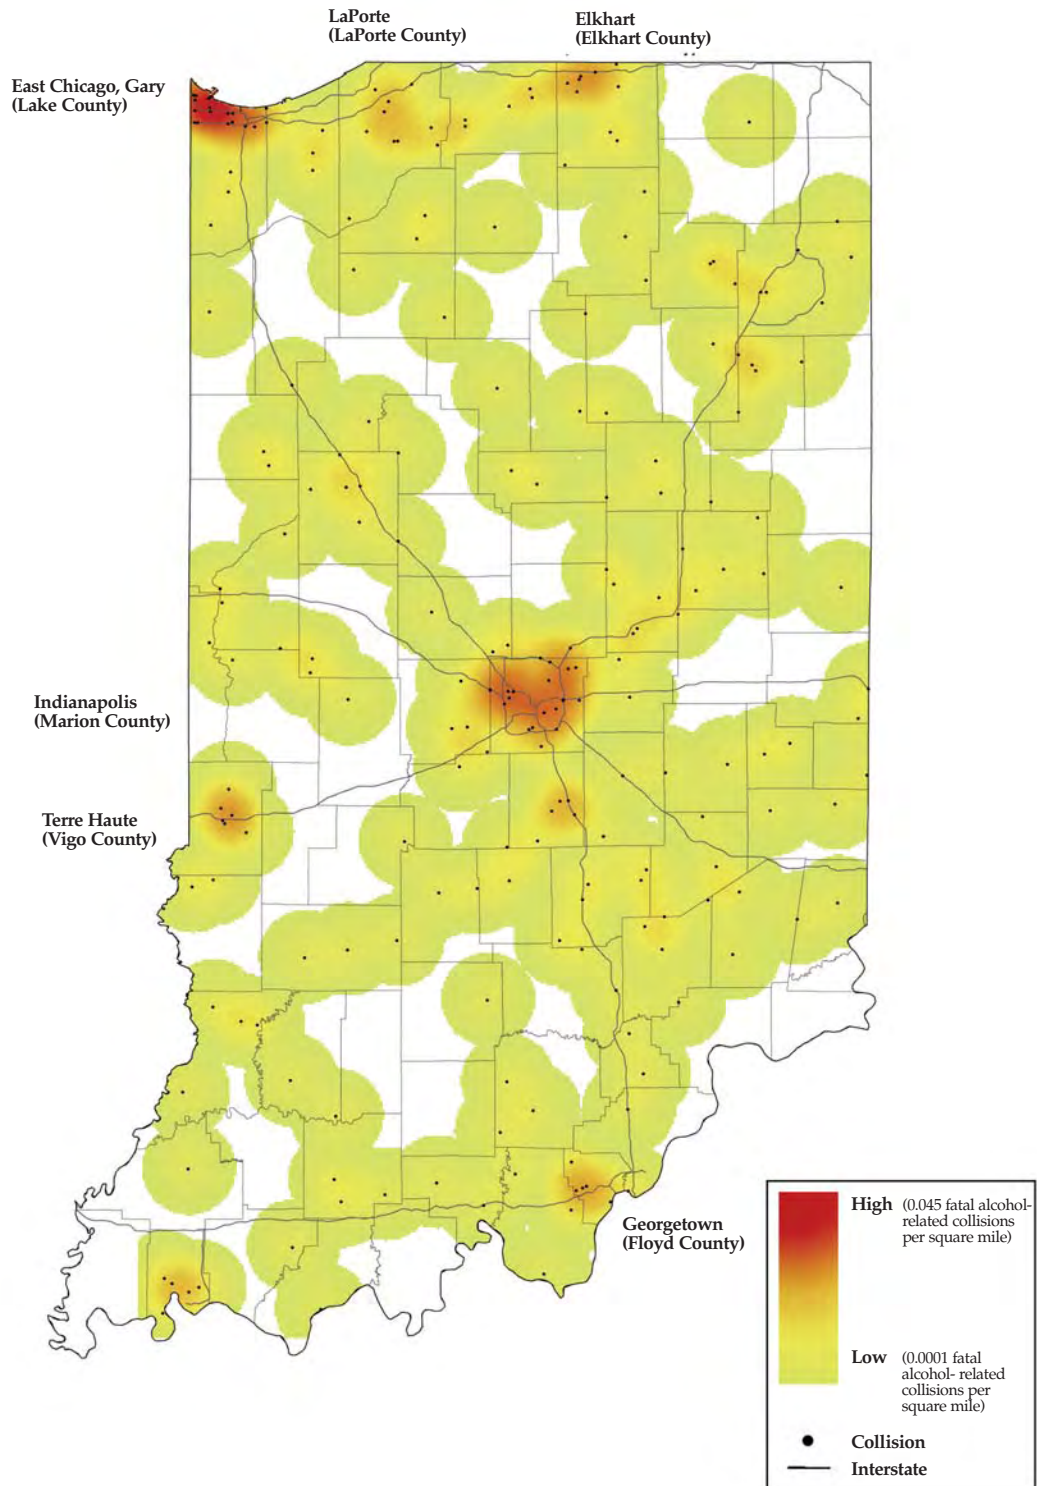 LaPorte
(LaPorte County)
Elkhart
(Elkhart County)
East Chicago, Gary
(Lake County)
Indianapolis
(Marion County)
Terre Haute
(Vigo County)
Georgetown
(Floyd County)
High (0.045 fatal alcohol-
related collisions
per square mile)
Low (0.0001 fatal
alcohol- related
collisions per
square mile)
Collision
Interstate